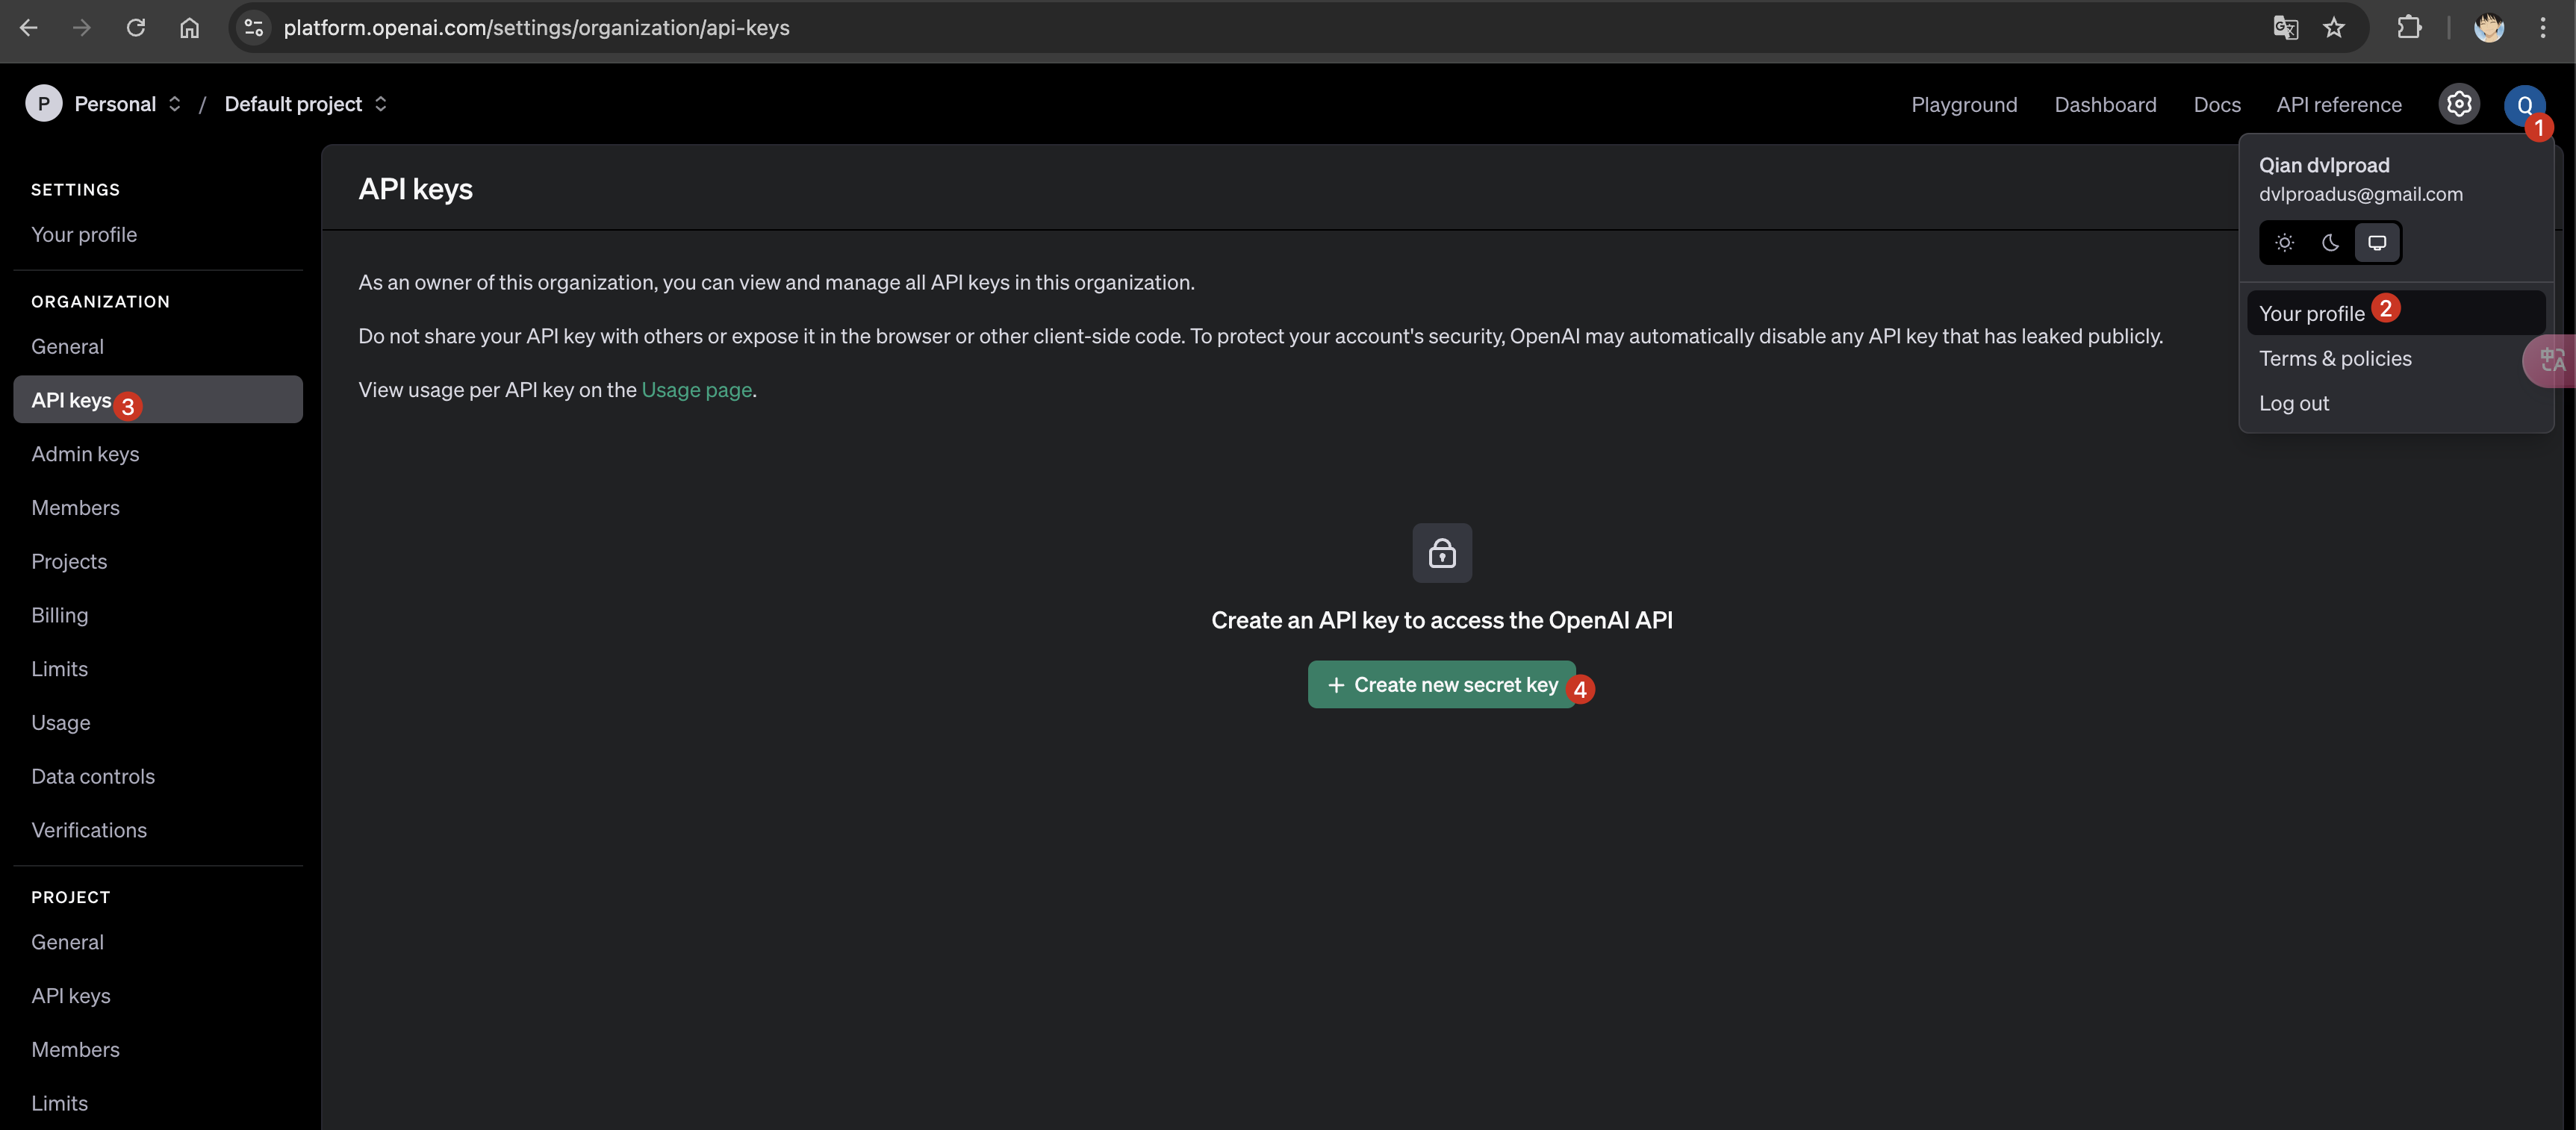 platform.openai.com/settings/organization/api-keys
P Personal / Default project
Playground Dashboard Docs API reference Q
1
Qian dvlproad
dvlproadus@gmail.com
Your profile 2
Terms & policies
Log out
中A
SETTINGS
Your profile
ORGANIZATION
General
API keys 3
Admin keys
Members
Projects
Billing
Limits
Usage
Data controls
Verifications
PROJECT
General
API keys
Members
Limits
API keys
As an owner of this organization, you can view and manage all API keys in this organization.
Do not share your API key with others or expose it in the browser or other client-side code. To protect your account's security, OpenAI may automatically disable any API key that has leaked publicly.
View usage per API key on the Usage page.
Create an API key to access the OpenAI API
+ Create new secret key 4